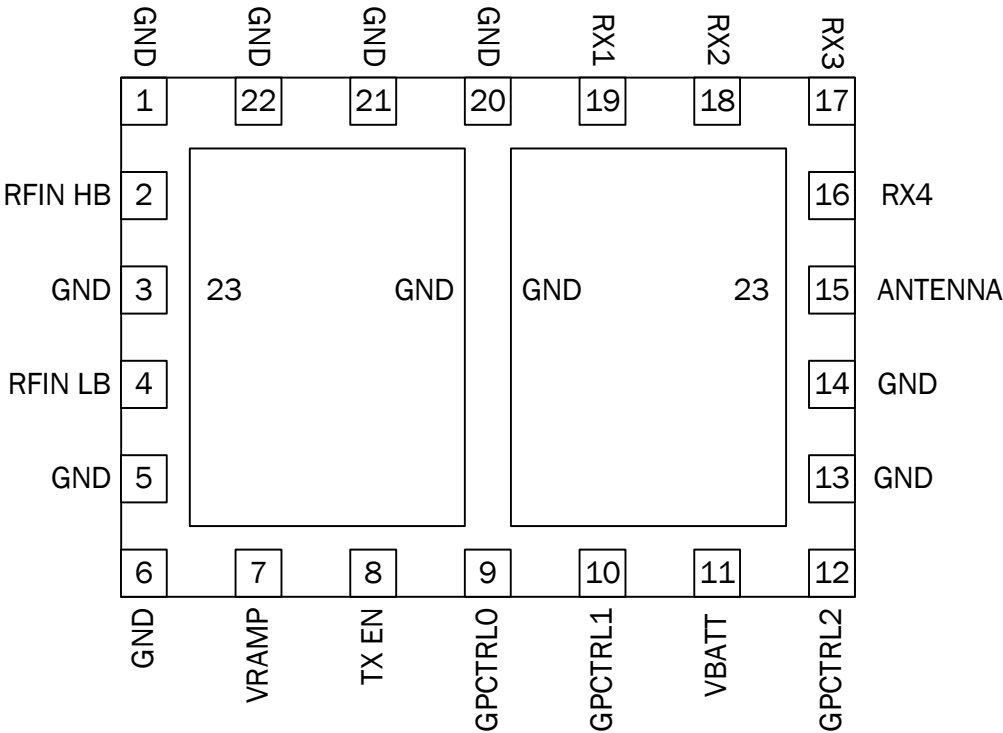 GND GND GND GND RX1 RX2 RX3
1 22 21 20 19 18 17
RFIN HB 2 16 RX4
GND 3 23 GND GND 23 15 ANTENNA
RFIN LB 4 14 GND
GND 5 13 GND
6 7 8 9 10 11 12
GND VRAMP TX EN GPCTRL0 GPCTRL1 VBATT GPCTRL2